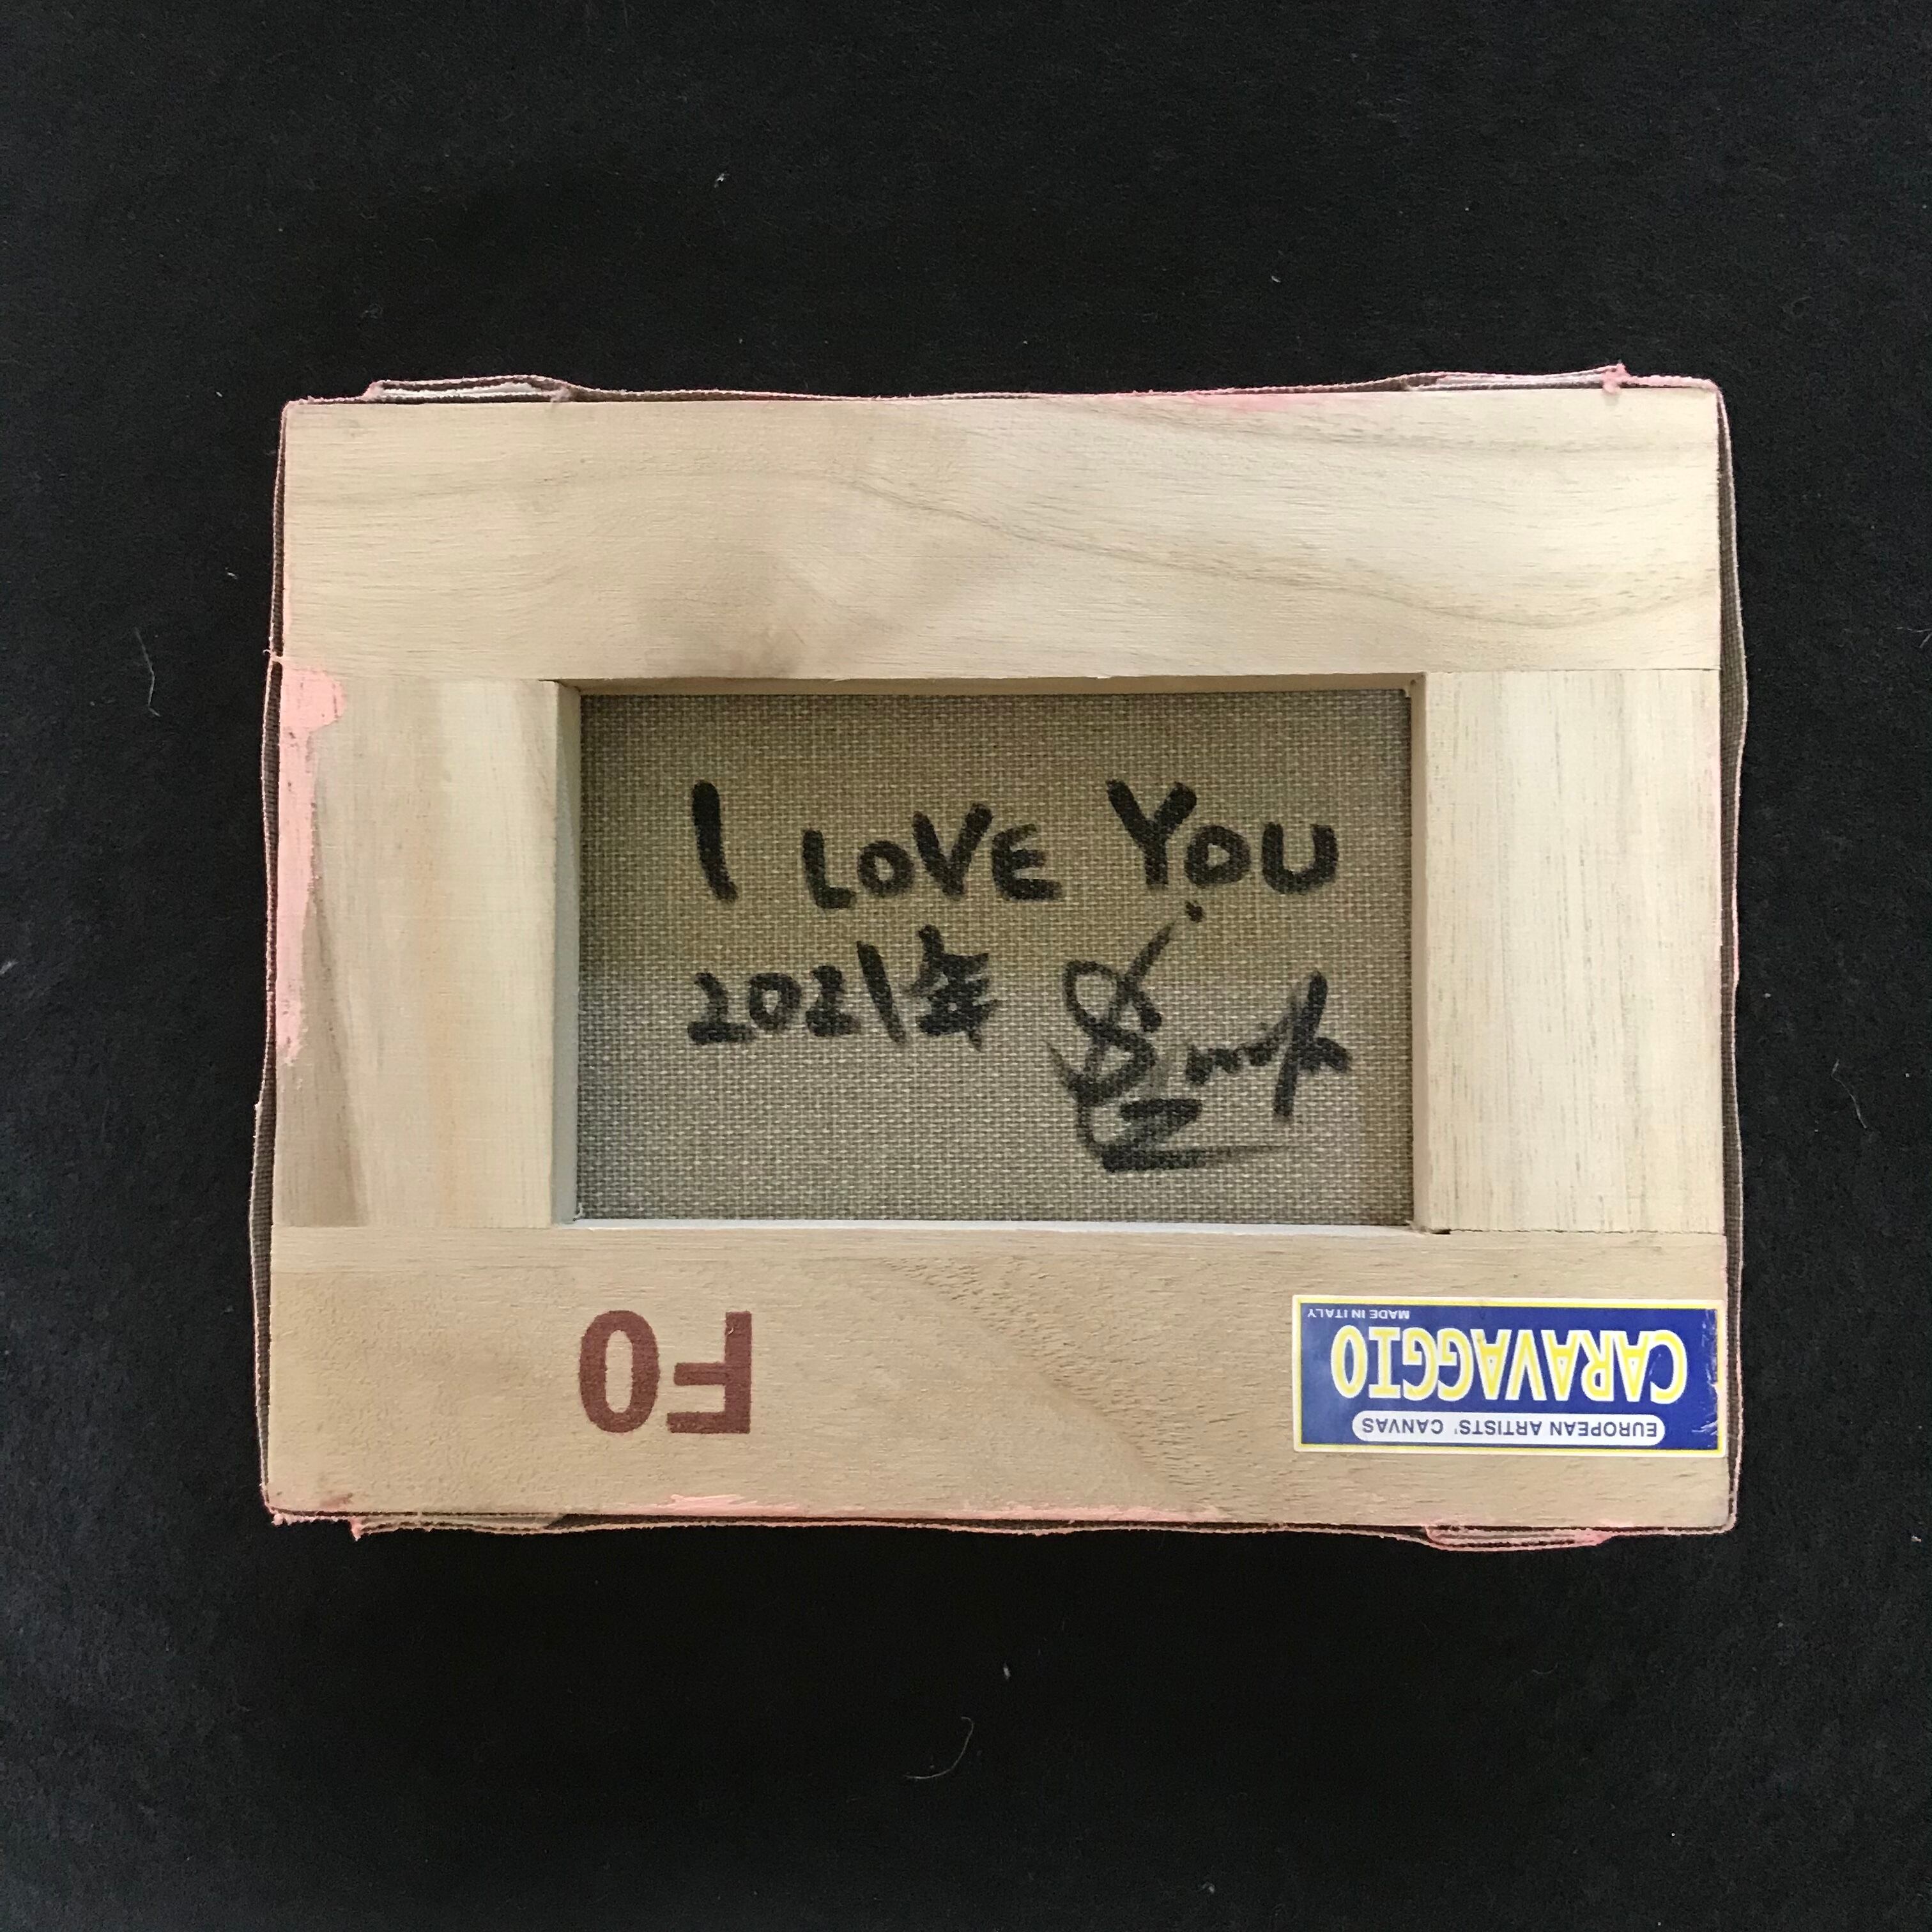 I LOVE YOU
2021年
F0
CARAVAGGIO
MADE IN ITALY
EUROPEAN ARTISTS' CANVAS